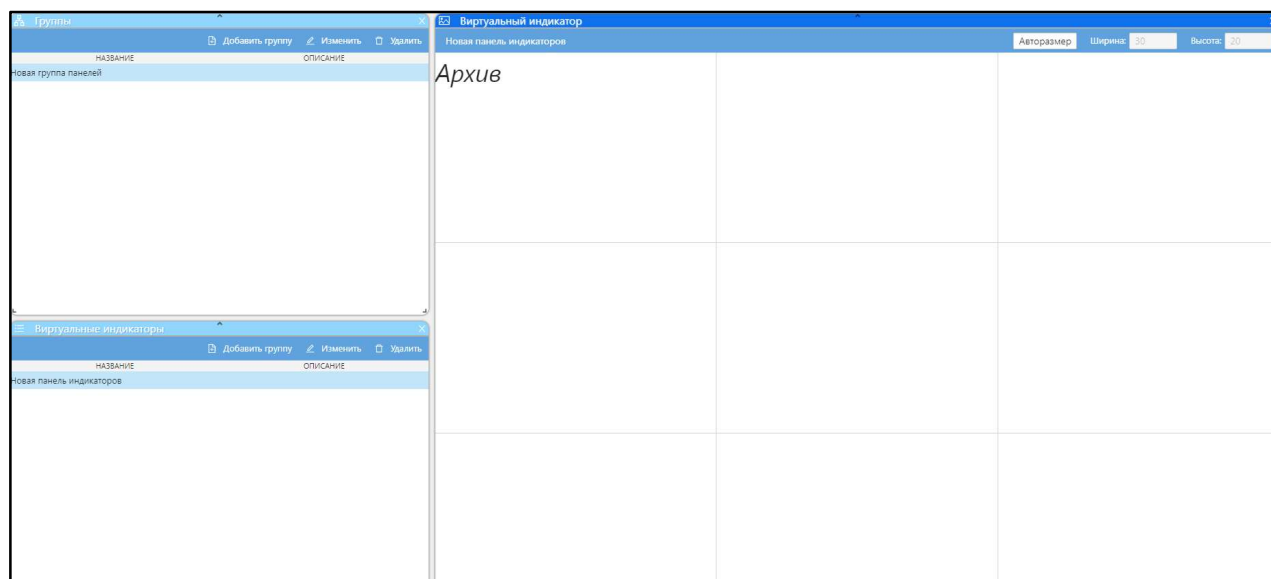 Группы
Добавить группу Изменить Удалить
НАЗВАНИЕ ОПИСАНИЕ
Новая группа панелей
Виртуальные индикаторы
Добавить группу Изменить Удалить
НАЗВАНИЕ ОПИСАНИЕ
Новая панель индикаторов
Виртуальный индикатор
Новая панель индикаторов Авторазмер Ширина: 30 Высота: 20
Архив